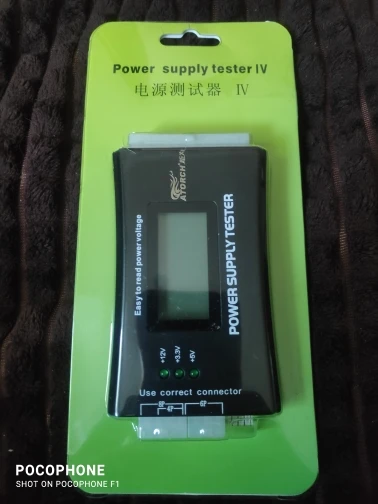 Power supply tester IV
电源测试器 IV
ATORCH
Easy to read power voltage
POWER SUPPLY TESTER
+12V
+3.3V
+5V
Use correct connector
POCOPHONE
SHOT ON POCOPHONE F1